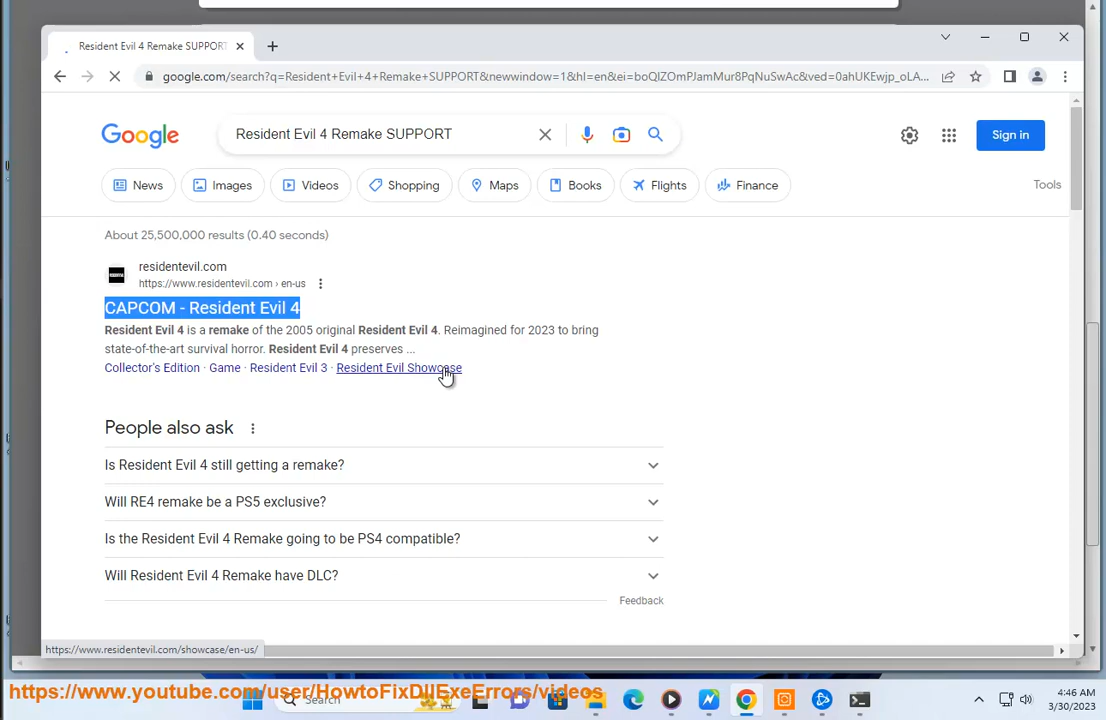 Resident Evil 4 Remake SUPPORT
google.com/search?q=Resident+Evil+4+Remake+SUPPORT&newwindow=1&hl=en&ei=boQIZOmPJamMur8PqNuSwAc&ved=0ahUKEwjp_oLA...
Google
Resident Evil 4 Remake SUPPORT
Sign in
News
Images
Videos
Shopping
Maps
Books
Flights
Finance
Tools
About 25,500,000 results (0.40 seconds)
residentevil.com
https://www.residentevil.com › en-us
CAPCOM - Resident Evil 4
Resident Evil 4 is a remake of the 2005 original Resident Evil 4. Reimagined for 2023 to bring
state-of-the-art survival horror. Resident Evil 4 preserves ...
Collector's Edition · Game · Resident Evil 3 · Resident Evil Showcase
People also ask
Is Resident Evil 4 still getting a remake?
Will RE4 remake be a PS5 exclusive?
Is the Resident Evil 4 Remake going to be PS4 compatible?
Will Resident Evil 4 Remake have DLC?
Feedback
https://www.residentevil.com/showcase/en-us/
https://www.youtube.com/user/HowtoFixDllExeErrors/videos
Search
4:46 AM
3/30/2023